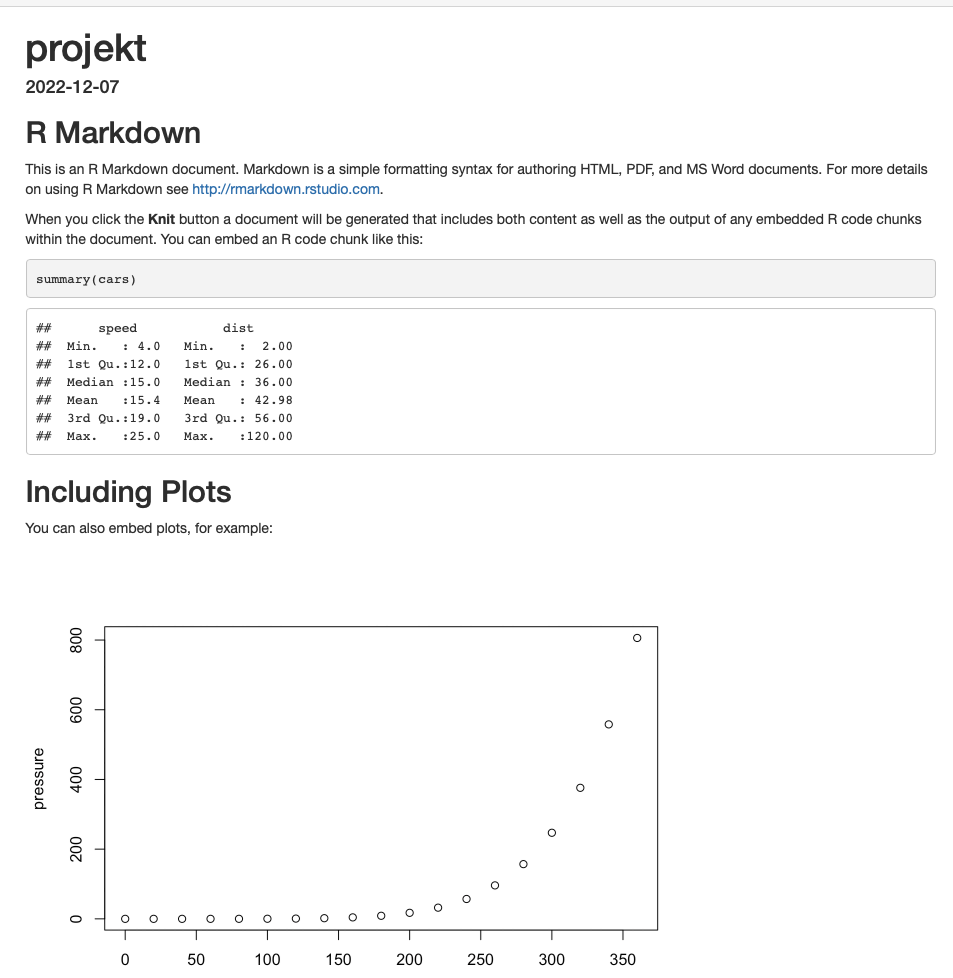 projekt
2022-12-07
R Markdown
This is an R Markdown document. Markdown is a simple formatting syntax for authoring HTML, PDF, and MS Word documents. For more details
on using R Markdown see http://rmarkdown.rstudio.com.
When you click the Knit button a document will be generated that includes both content as well as the output of any embedded R code chunks
within the document. You can embed an R code chunk like this:
summary(cars)
##      speed           dist
##  Min.   : 4.0   Min.   :  2.00
##  1st Qu.:12.0   1st Qu.: 26.00
##  Median :15.0   Median : 36.00
##  Mean   :15.4   Mean   : 42.98
##  3rd Qu.:19.0   3rd Qu.: 56.00
##  Max.   :25.0   Max.   :120.00
Including Plots
You can also embed plots, for example:
800
600
400
200
0
pressure
0 50 100 150 200 250 300 350